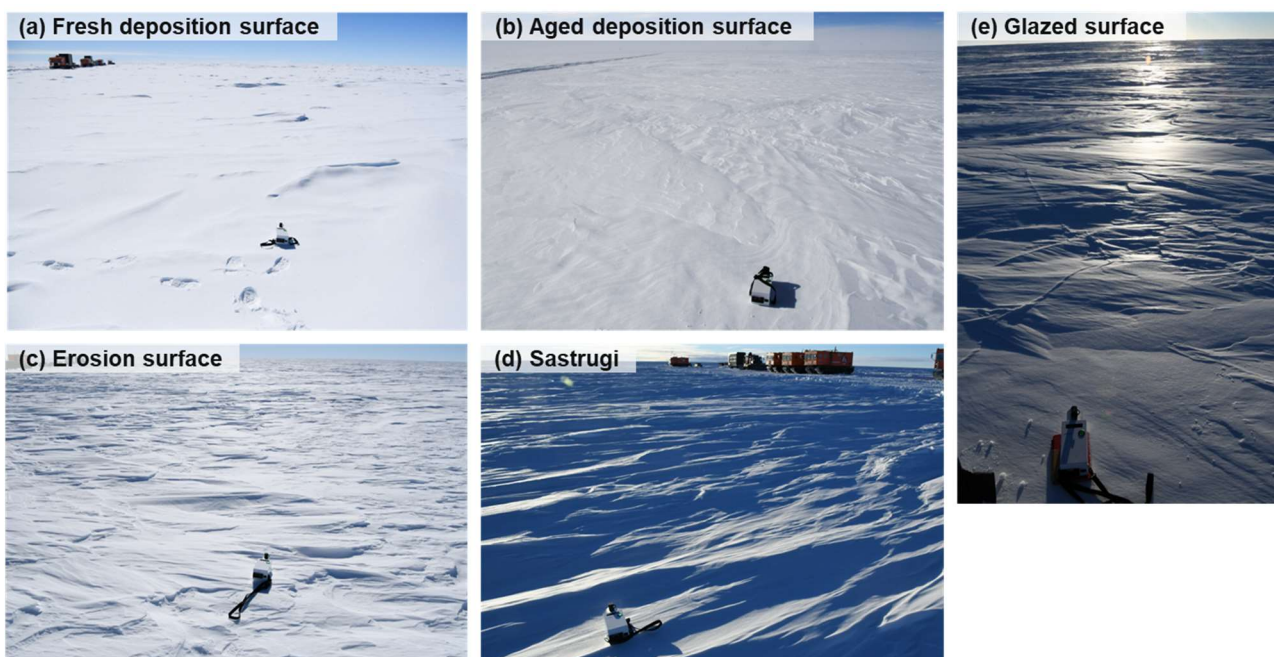 (a) Fresh deposition surface
(b) Aged deposition surface
(e) Glazed surface
(c) Erosion surface
(d) Sastrugi